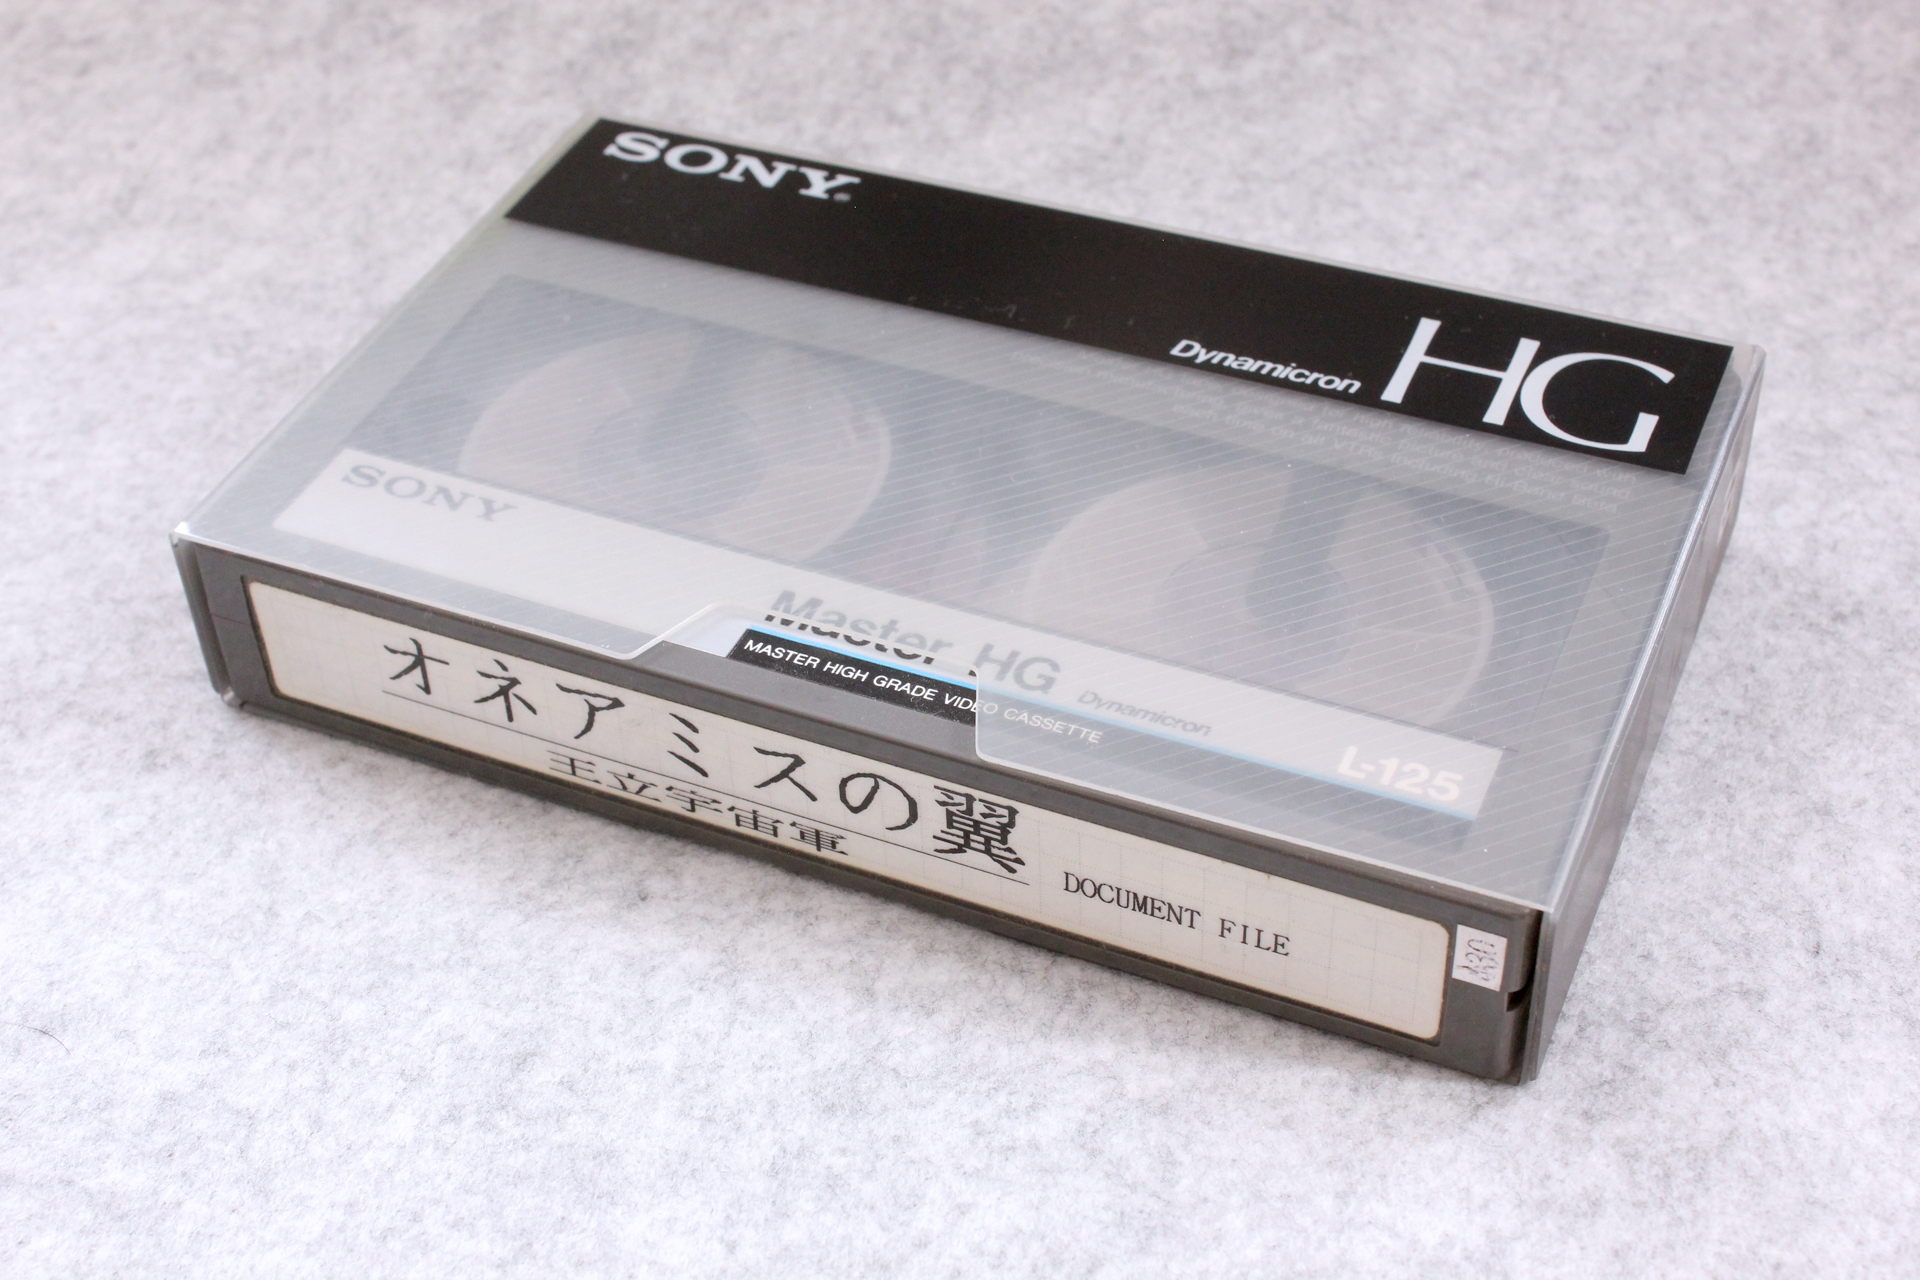 SONY
Dynamicron HG
SONY
Master HG Dynamicron
MASTER HIGH GRADE VIDEO CASSETTE
L-125
オネアミスの翼
王立宇宙軍
DOCUMENT FILE